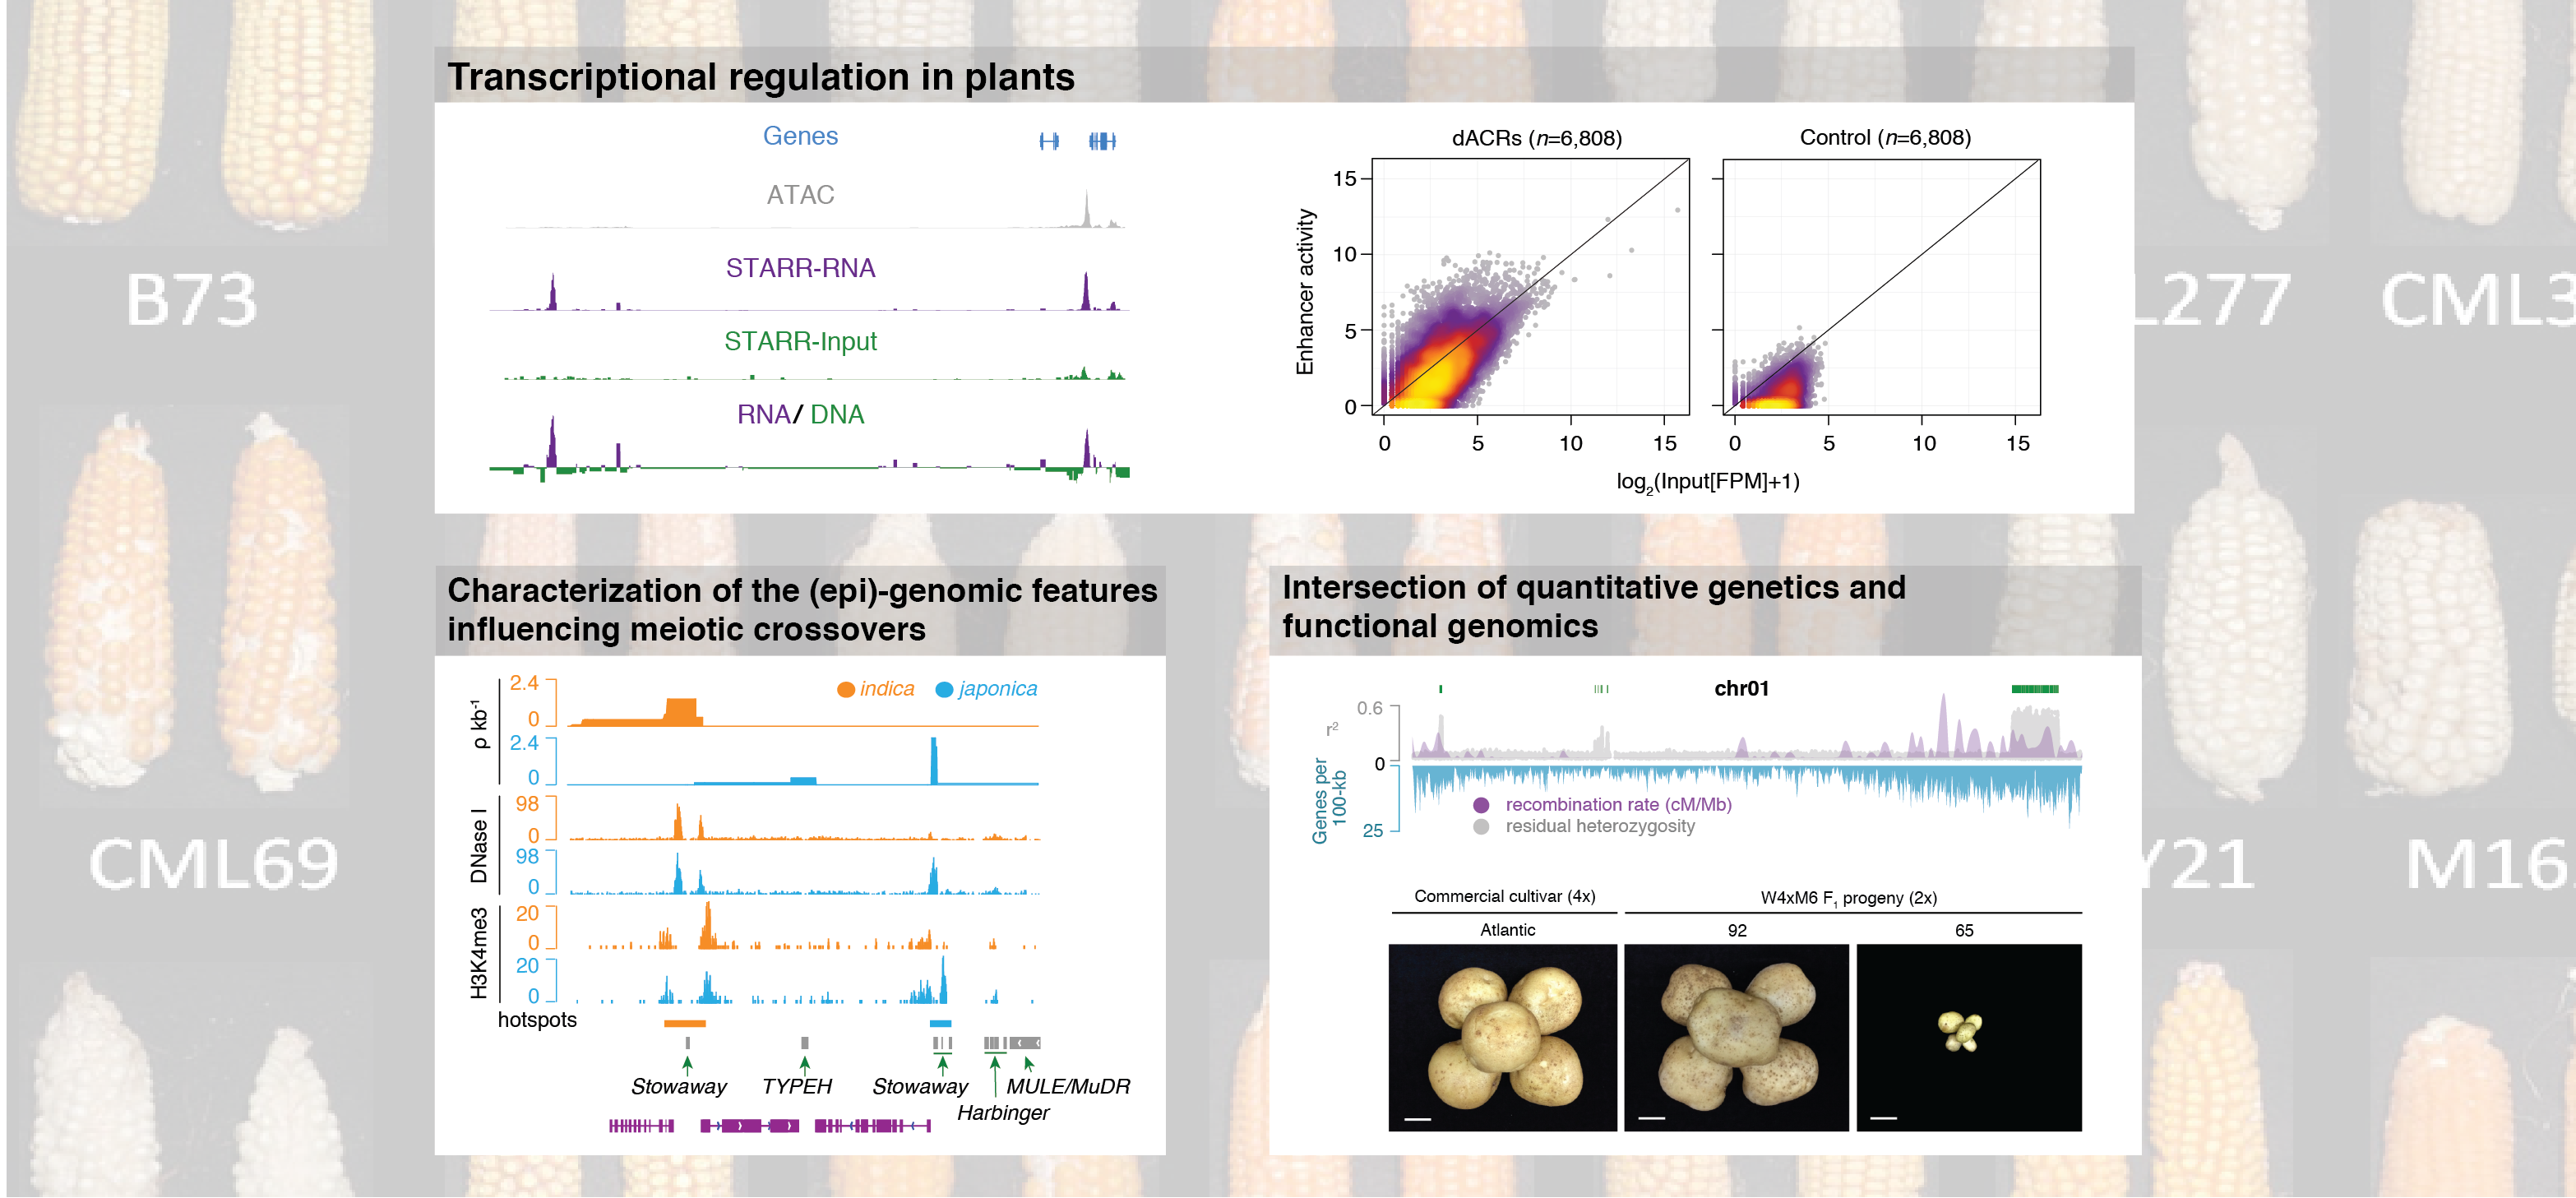 Transcriptional regulation in plants
Genes
ATAC
STARR-RNA
STARR-Input
RNA/ DNA
dACRs (n=6,808)
Control (n=6,808)
Enhancer activity
15
10
5
0
0 5 10 15
0 5 10 15
log2(Input[FPM]+1)
B73
L277
CML3
CML69
Y21
M16
Characterization of the (epi)-genomic features
influencing meiotic crossovers
indica japonica
ρ kb-1
2.4
0
2.4
0
DNase I
98
0
98
0
H3K4me3
20
0
20
0
hotspots
Stowaway TYPEH Stowaway MULE/MuDR
Harbinger
Intersection of quantitative genetics and
functional genomics
chr01
0.6
r2
0
Genes per
100-kb
25
recombination rate (cM/Mb)
residual heterozygosity
Commercial cultivar (4x) W4xM6 F1 progeny (2x)
Atlantic 92 65